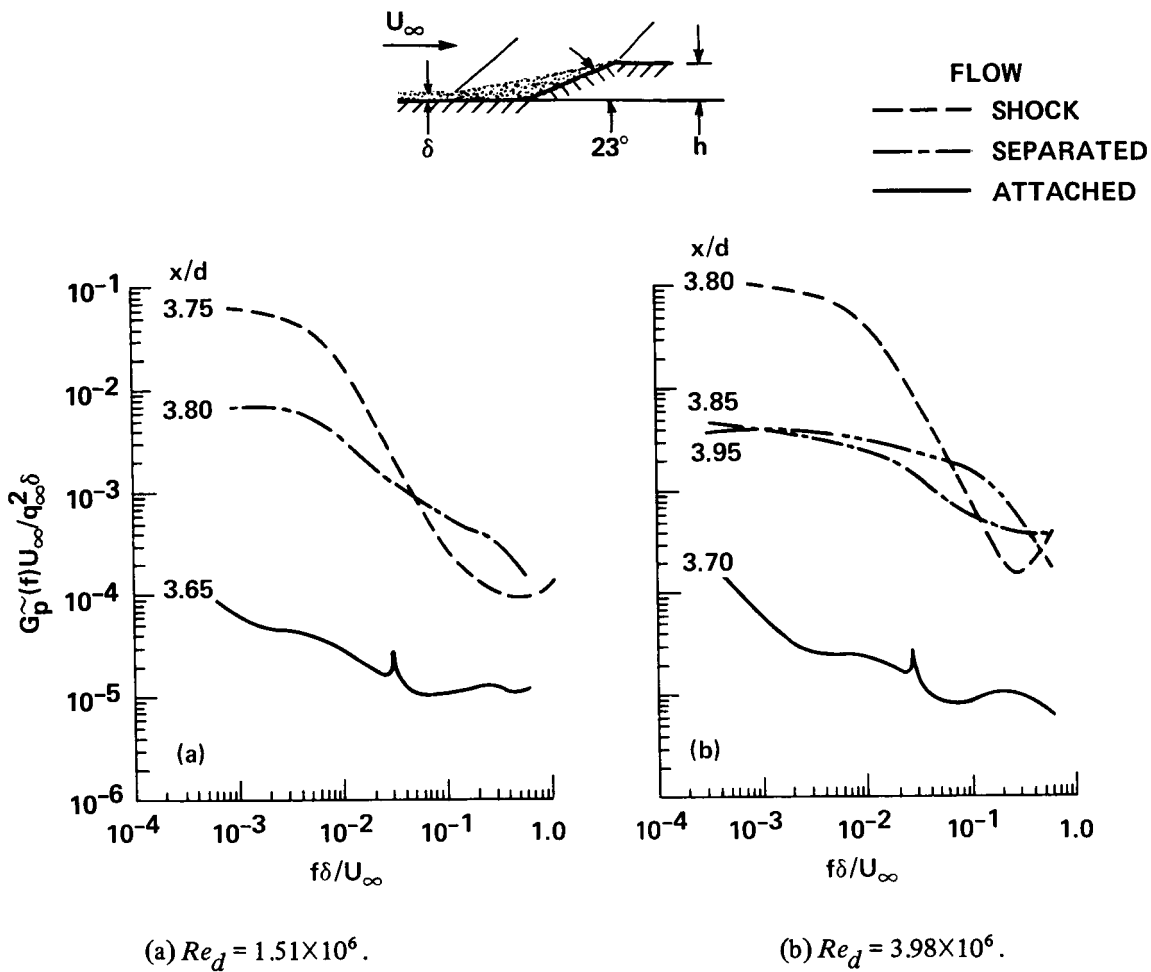 U∞
δ
23°
h
FLOW
SHOCK
SEPARATED
ATTACHED
x/d
10⁻¹
3.75
10⁻²
3.80
10⁻³
10⁻⁴
3.65
10⁻⁵
10⁻⁶
(a)
G p̃ (f)U∞/q²∞δ
10⁻⁴
10⁻³
10⁻²
10⁻¹
1.0
fδ/U∞
x/d
3.80
3.85
3.95
3.70
(b)
10⁻⁴
10⁻³
10⁻²
10⁻¹
1.0
fδ/U∞
(a) Re_d = 1.51×10⁶.
(b) Re_d = 3.98×10⁶.